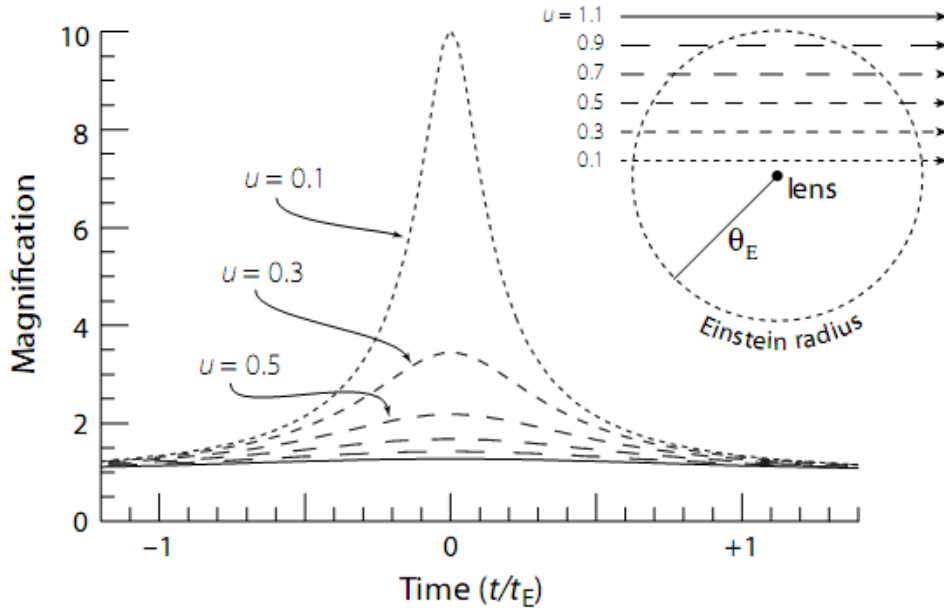 u = 1.1
0.9
0.7
0.5
0.3
0.1
lens
θE
Einstein radius
10
8
6
4
2
0
Magnification
u = 0.1
u = 0.3
u = 0.5
–1
0
+1
Time (t/tE)